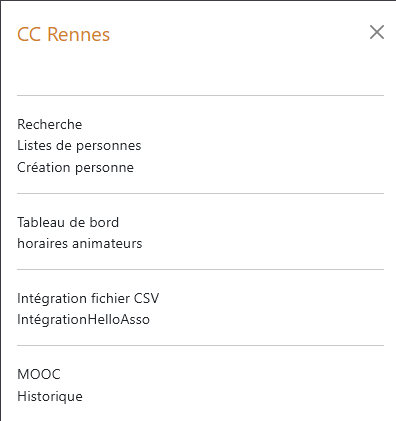 CC Rennes
Recherche
Listes de personnes
Création personne
Tableau de bord
horaires animateurs
Intégration fichier CSV
IntégrationHelloAsso
MOOC
Historique